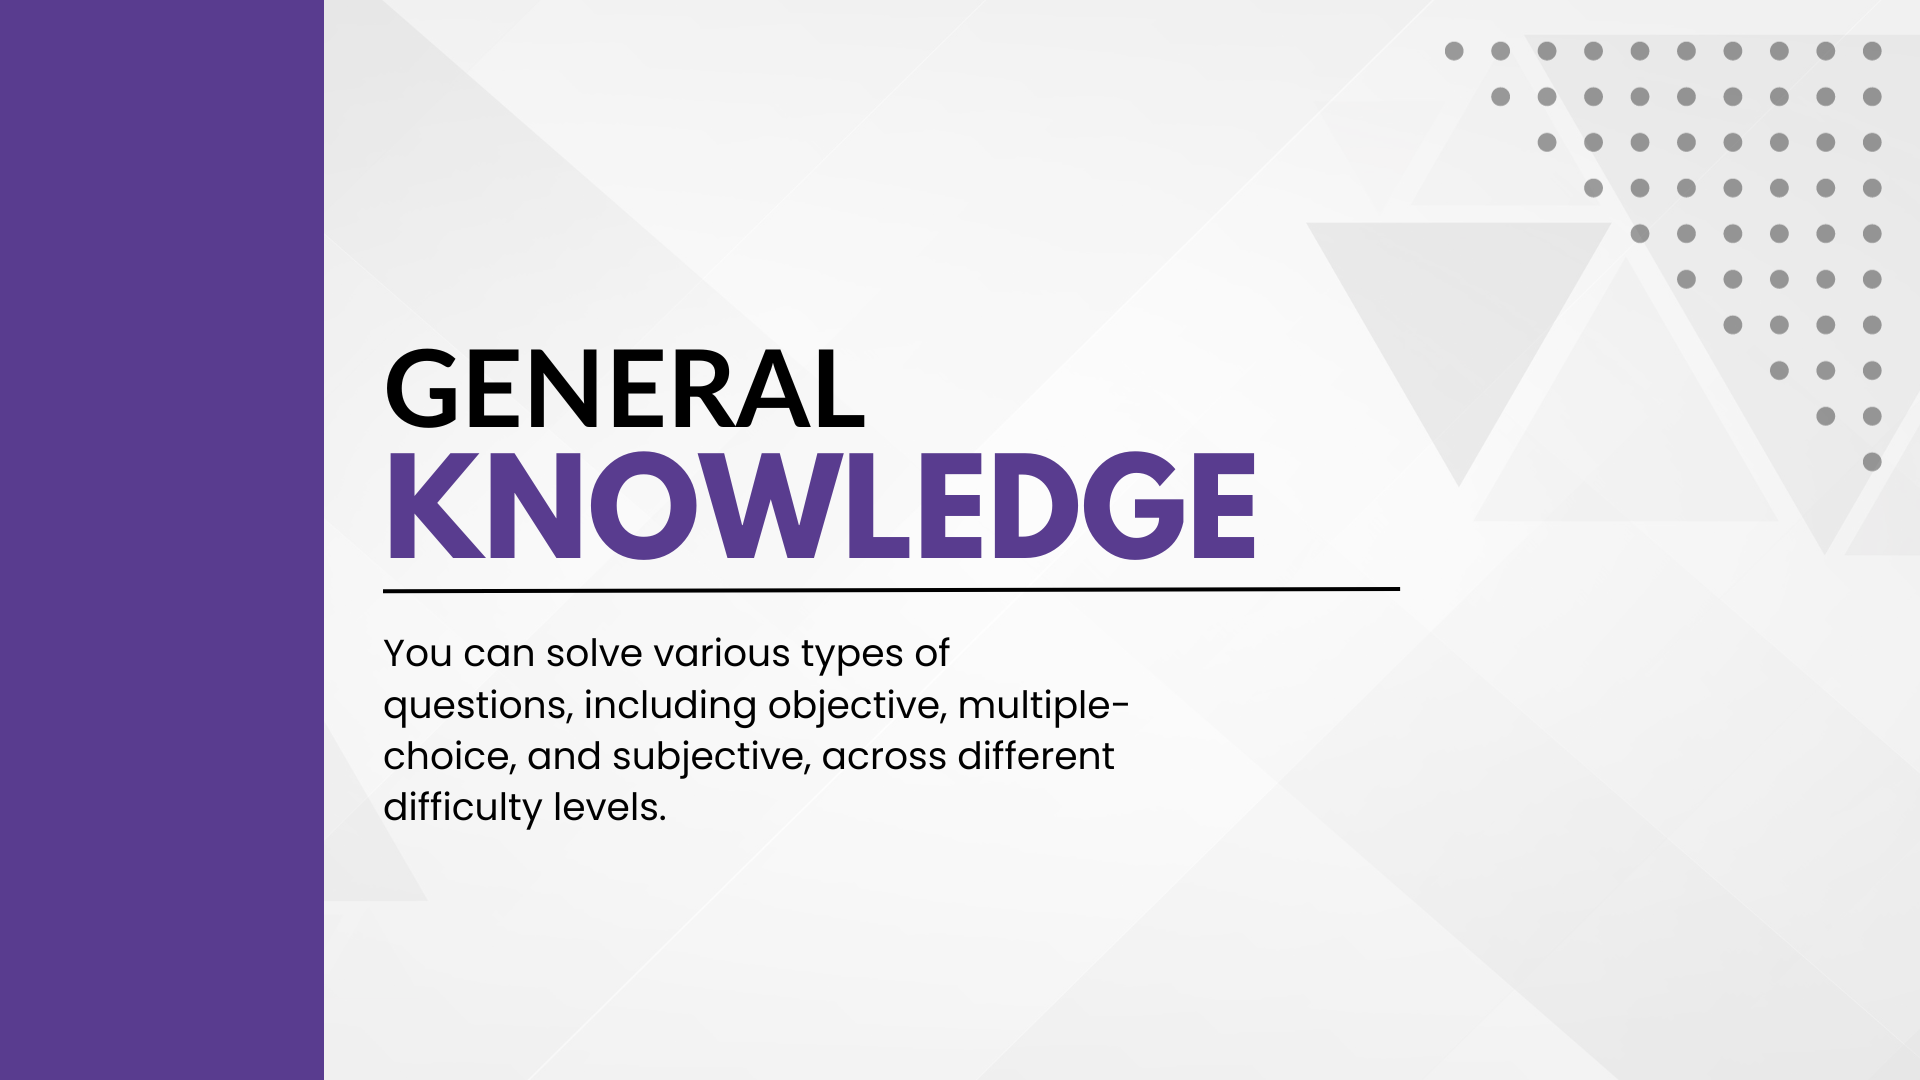 GENERAL
KNOWLEDGE
You can solve various types of
questions, including objective, multiple-
choice, and subjective, across different
difficulty levels.